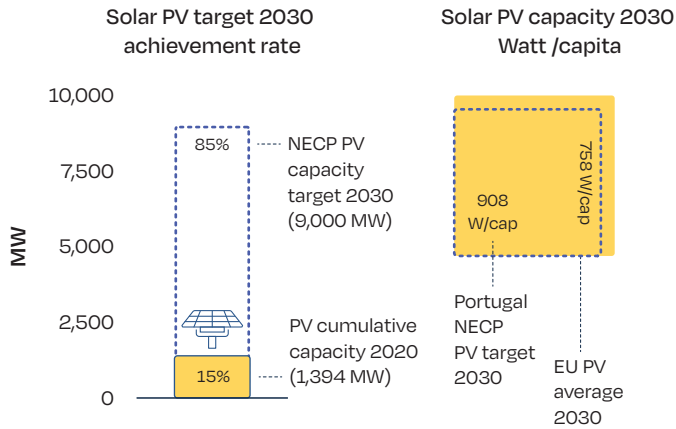 Solar PV target 2030
achievement rate
MW
10,000
7,500
5,000
2,500
0
85%
NECP PV
capacity
target 2030
(9,000 MW)
15%
PV cumulative
capacity 2020
(1,394 MW)
Solar PV capacity 2030
Watt /capita
908
W/cap
758 W/cap
Portugal
NECP
PV target
2030
EU PV
average
2030